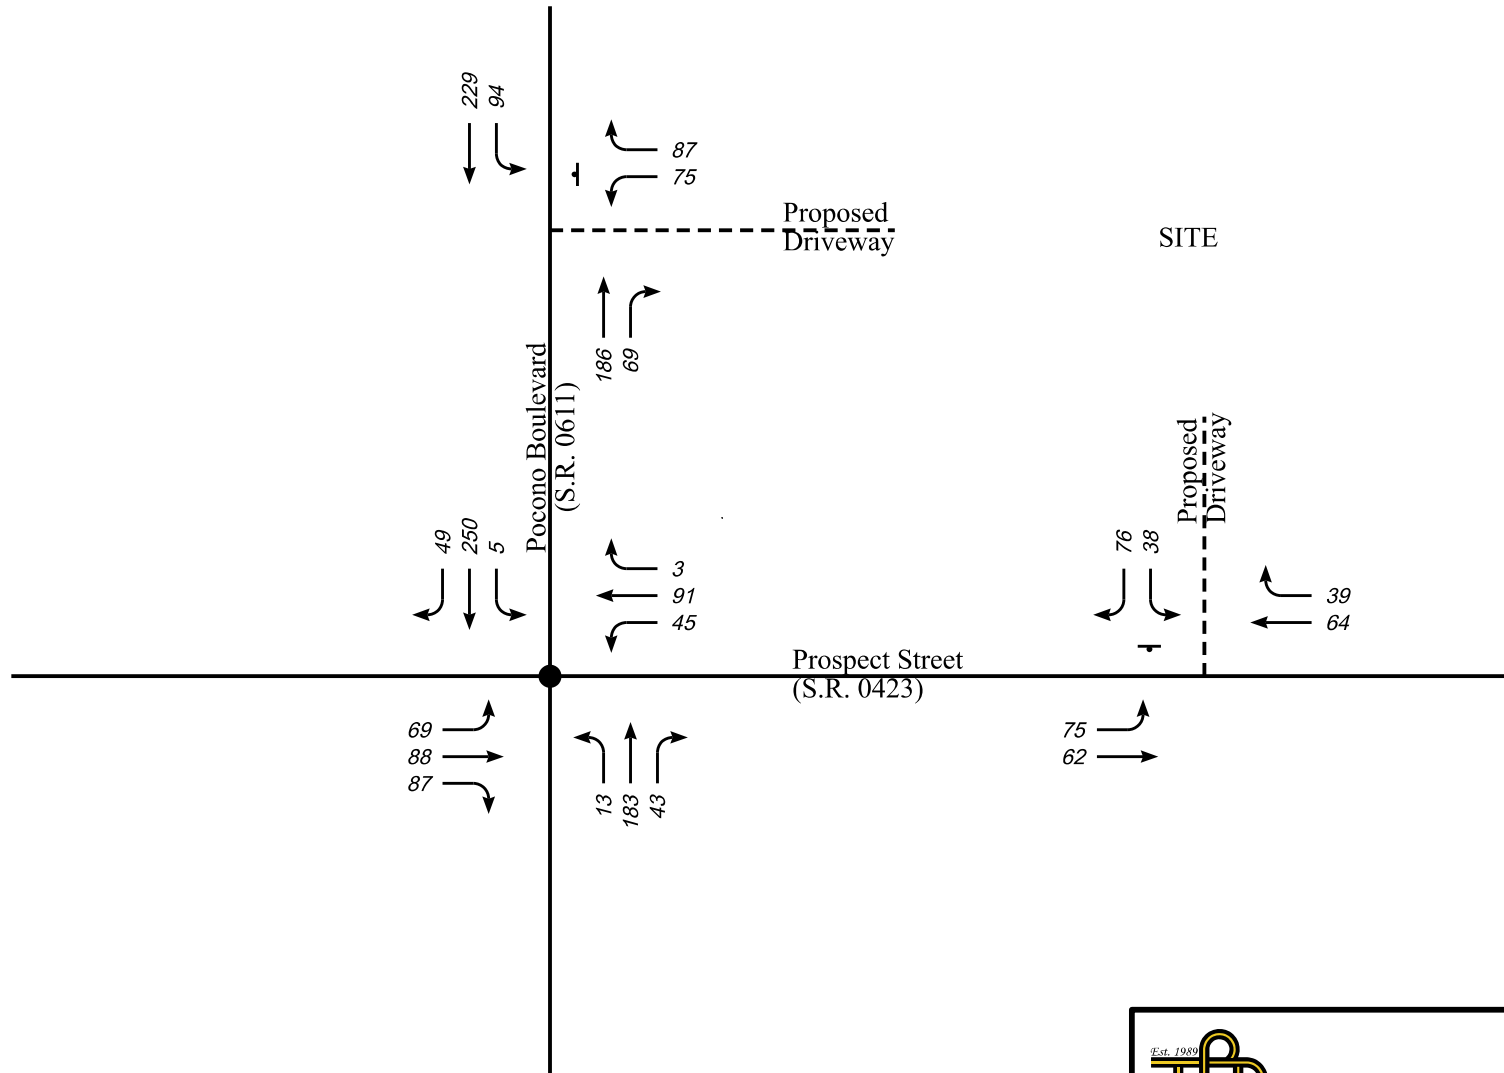 229
94
87
75
Proposed
Driveway
SITE
186
69
Pocono Boulevard
(S.R. 0611)
Proposed
Driveway
49
250
5
3
91
45
76
38
39
64
Prospect Street
(S.R. 0423)
69
88
87
13
183
43
75
62
Est. 1989